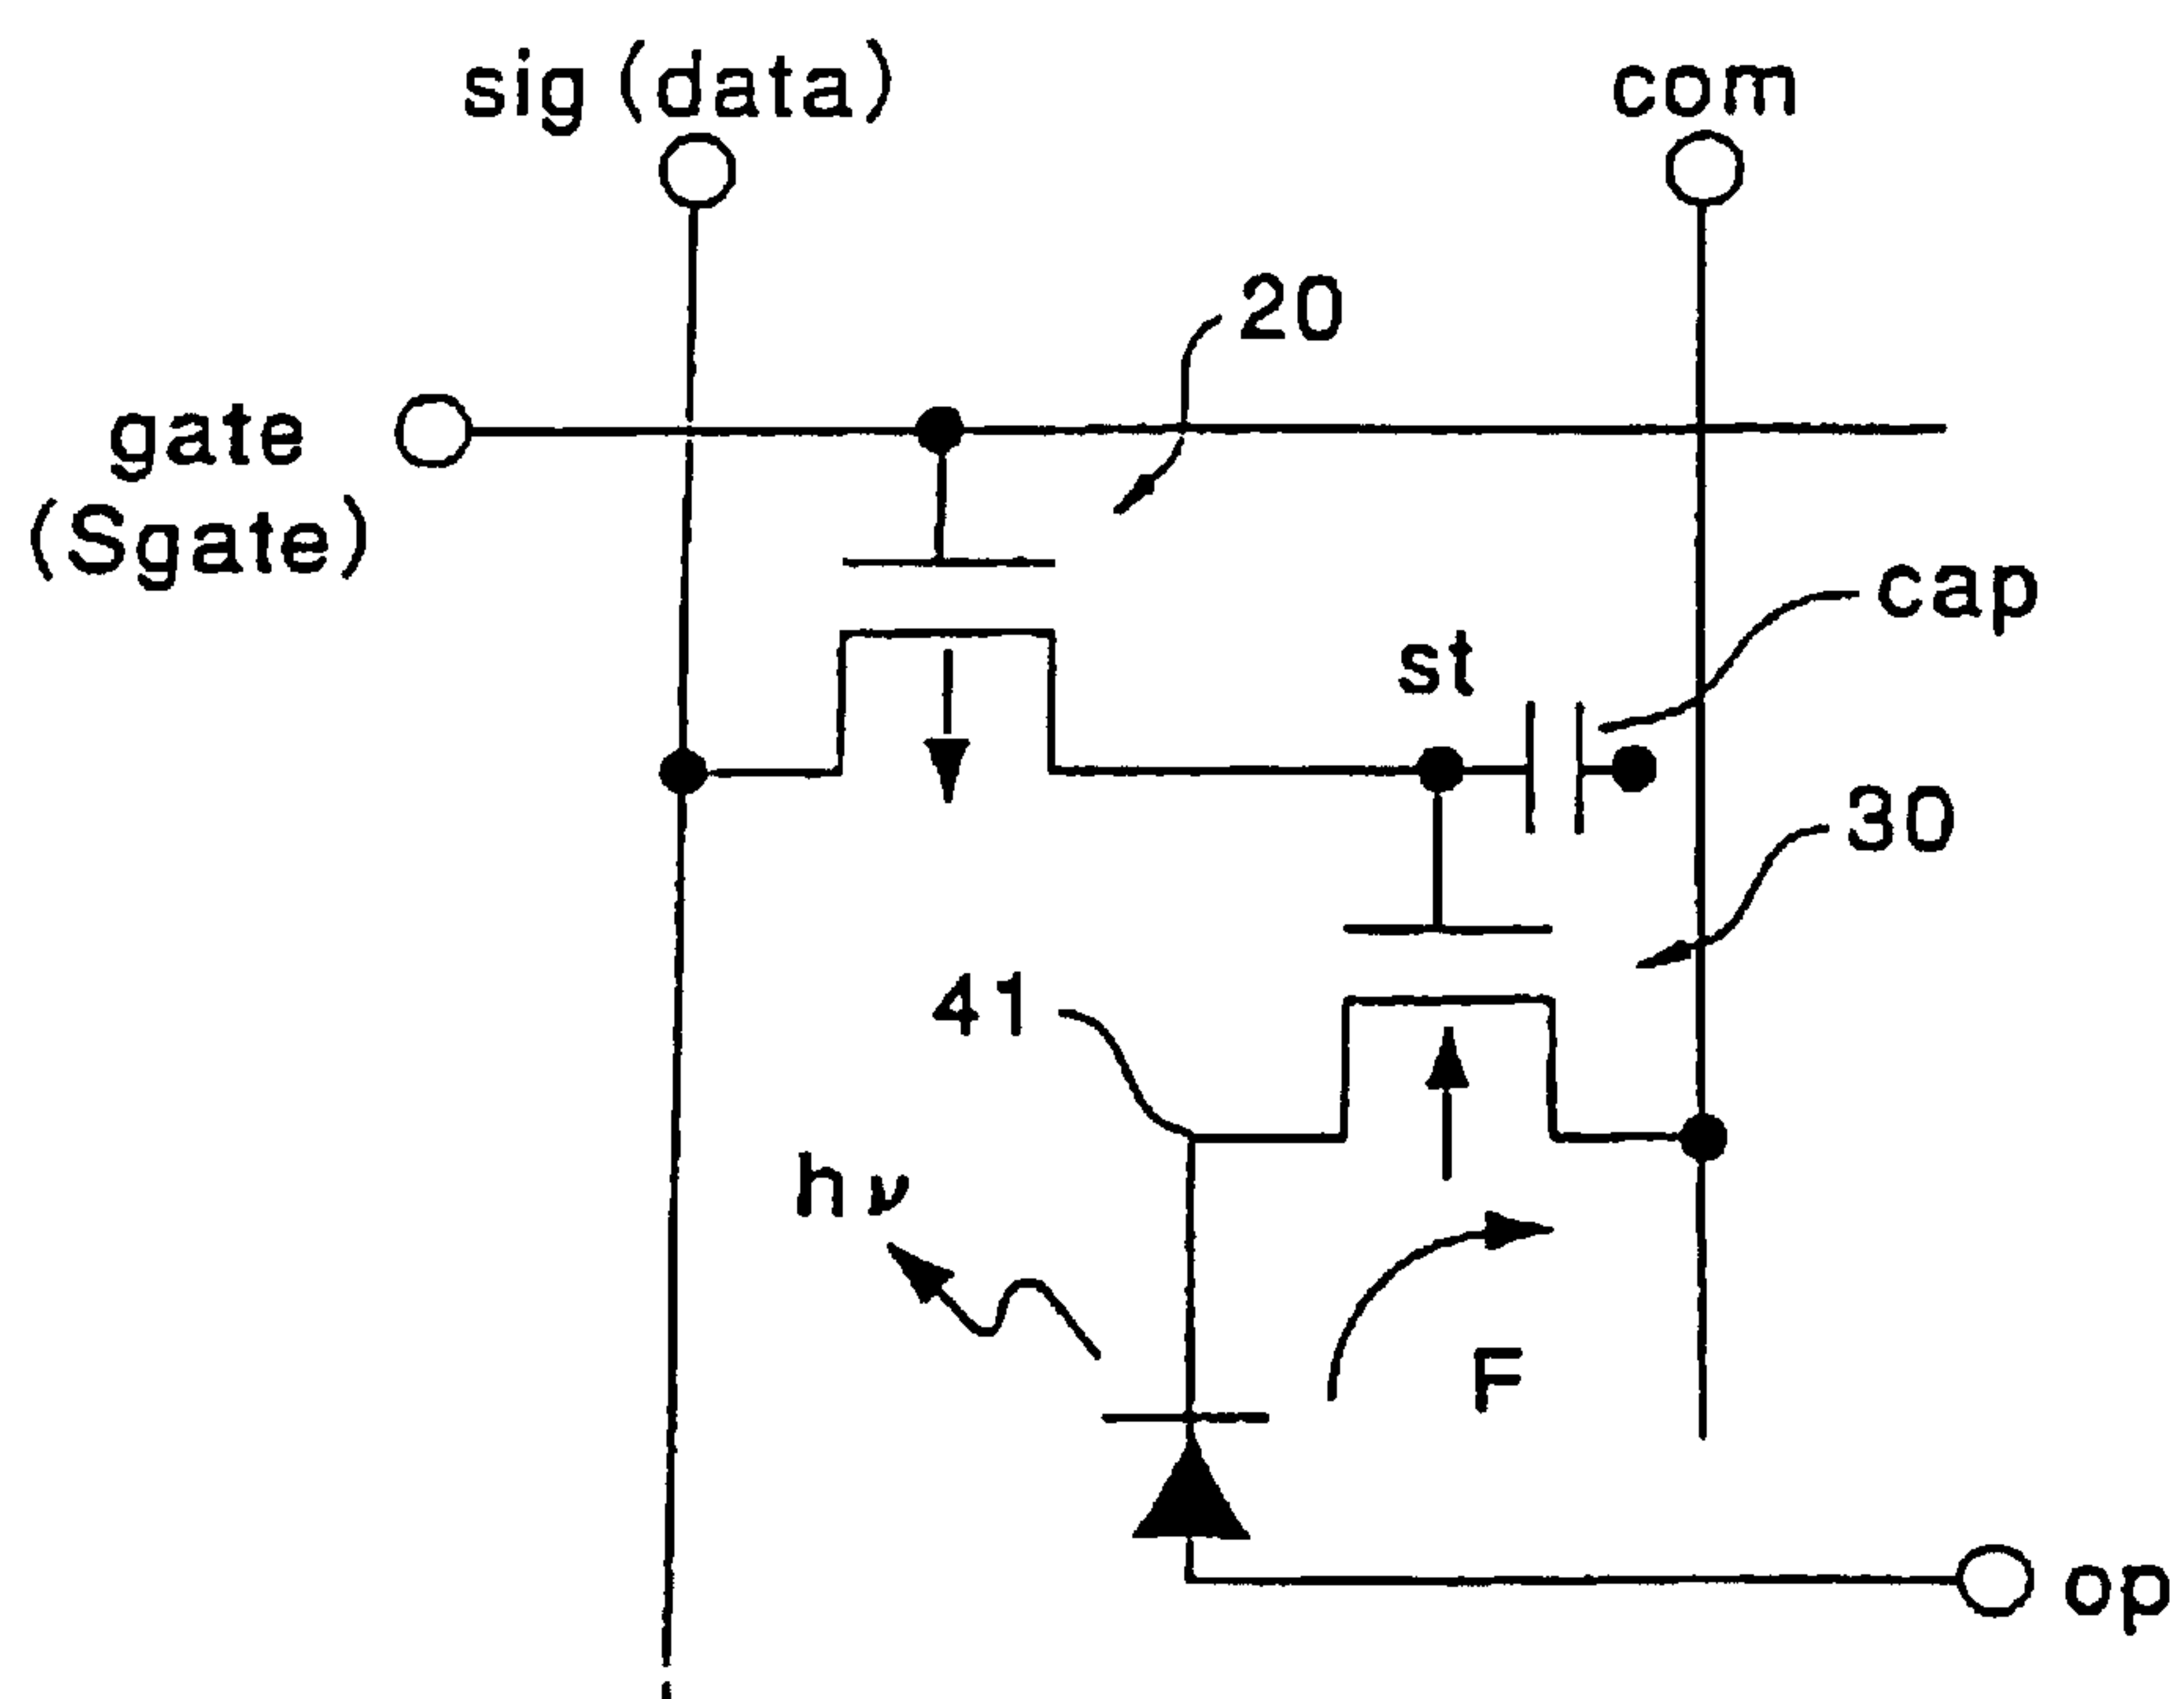 sig (data)
com
20
gate
(Sgate)
cap
st
30
41
hν
F
op